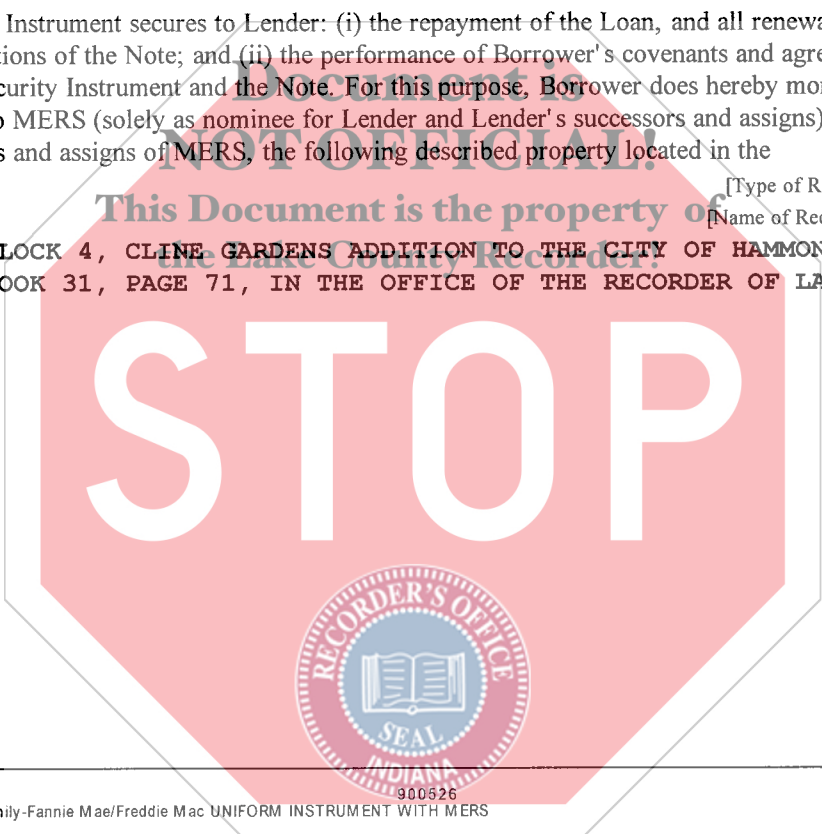 Instrument secures to Lender: (i) the repayment of the Loan, and all renewa
tions of the Note; and (ii) the performance of Borrower's covenants and agre
curity Instrument and the Note. For this purpose, Borrower does hereby mor
Document is
o MERS (solely as nominee for Lender and Lender's successors and assigns)
NOT OFFICIAL!
s and assigns of MERS, the following described property located in the
[Type of R
This Document is the property of
[Name of Rec
LOCK 4, CLINE GARDENS ADDITION TO THE CITY OF HAMMON
the Lake County Recorder!
OOK 31, PAGE 71, IN THE OFFICE OF THE RECORDER OF LA
STOP
RECORDER'S OFFICE
SEAL
INDIANA
900526
nily-Fannie Mae/Freddie Mac UNIFORM INSTRUMENT WITH MERS